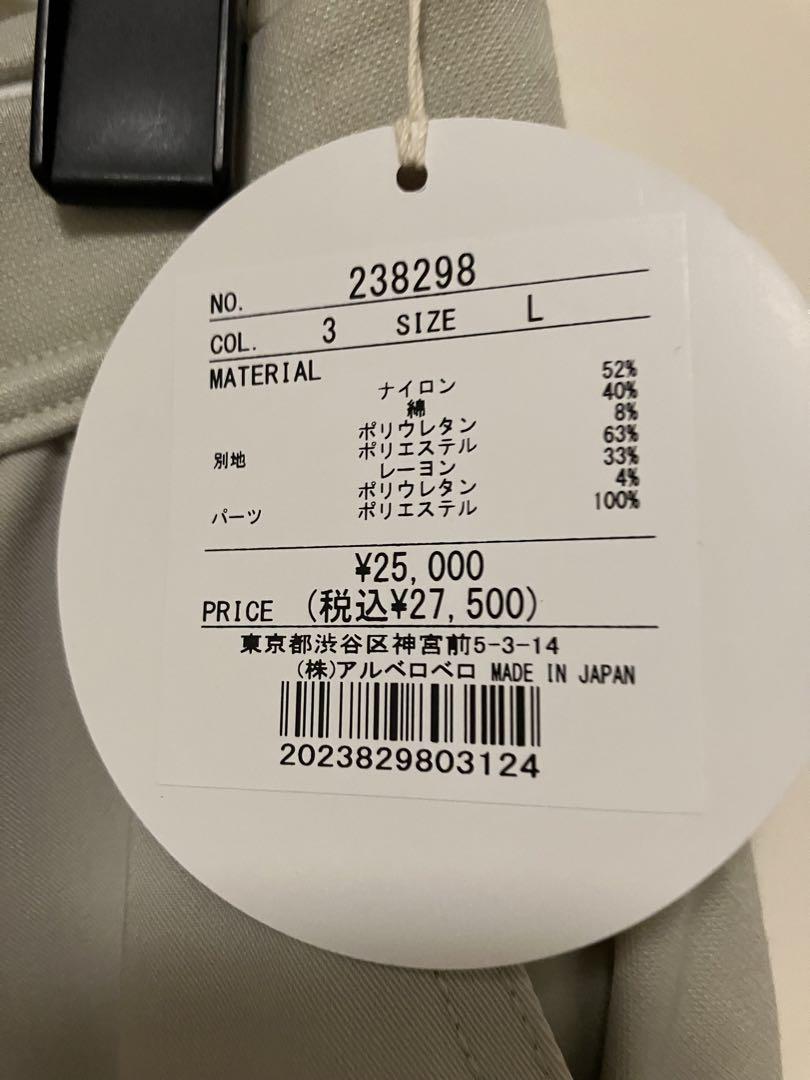 NO. 238298
COL. 3 SIZE L
MATERIAL 52%
ナイロン 40%
綿 8%
ポリウレタン 63%
別地 ポリエステル 33%
レーヨン 4%
ポリウレタン 100%
パーツ ポリエステル
¥25,000
PRICE (税込¥27,500)
東京都渋谷区神宮前5-3-14
(株)アルベロベロ MADE IN JAPAN
2023829803124